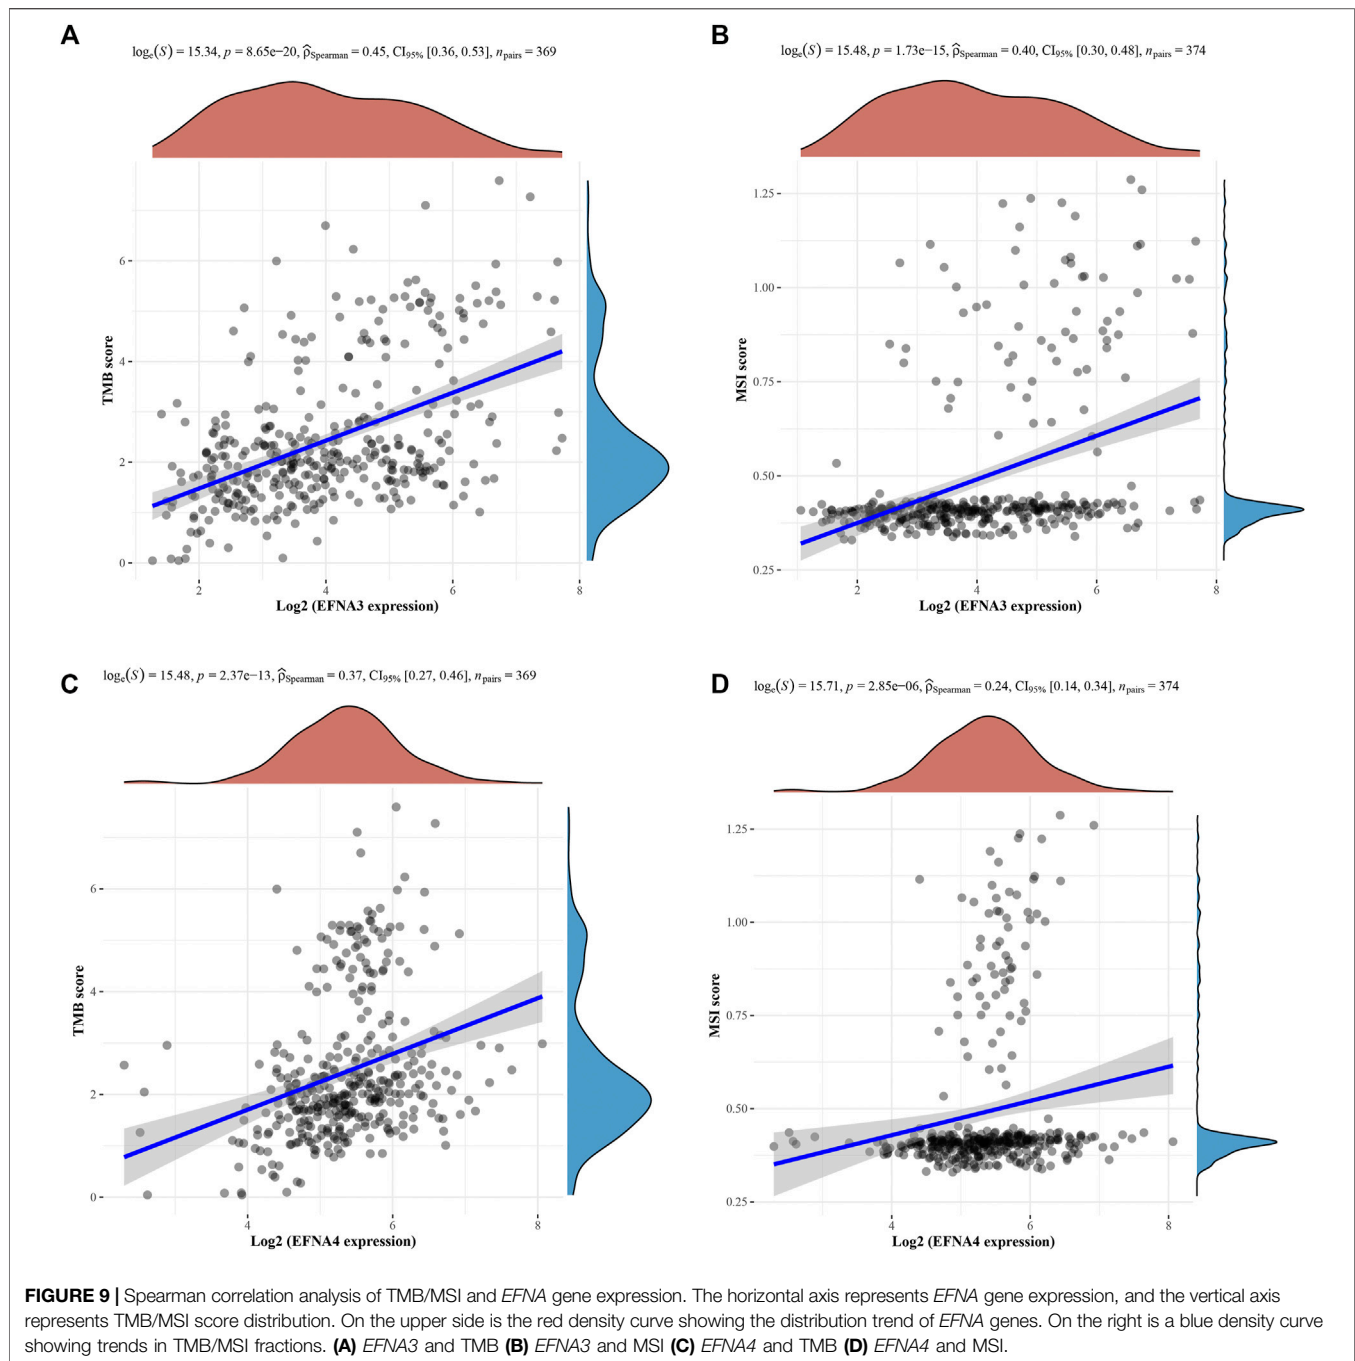 A
logₑ(S) = 15.34, p = 8.65e−20, ρ̂Spearman = 0.45, CI95% [0.36, 0.53], npairs = 369
6
4
2
0
TMB score
2 4 6 8
Log2 (EFNA3 expression)
B
logₑ(S) = 15.48, p = 1.73e−15, ρ̂Spearman = 0.40, CI95% [0.30, 0.48], npairs = 374
1.25
1.00
0.75
0.50
0.25
MSI score
2 4 6 8
Log2 (EFNA3 expression)
C
logₑ(S) = 15.48, p = 2.37e−13, ρ̂Spearman = 0.37, CI95% [0.27, 0.46], npairs = 369
6
4
2
0
TMB score
4 6 8
Log2 (EFNA4 expression)
D
logₑ(S) = 15.71, p = 2.85e−06, ρ̂Spearman = 0.24, CI95% [0.14, 0.34], npairs = 374
1.25
1.00
0.75
0.50
0.25
MSI score
4 6 8
Log2 (EFNA4 expression)
FIGURE 9 | Spearman correlation analysis of TMB/MSI and EFNA gene expression. The horizontal axis represents EFNA gene expression, and the vertical axis
represents TMB/MSI score distribution. On the upper side is the red density curve showing the distribution trend of EFNA genes. On the right is a blue density curve
showing trends in TMB/MSI fractions. (A) EFNA3 and TMB (B) EFNA3 and MSI (C) EFNA4 and TMB (D) EFNA4 and MSI.